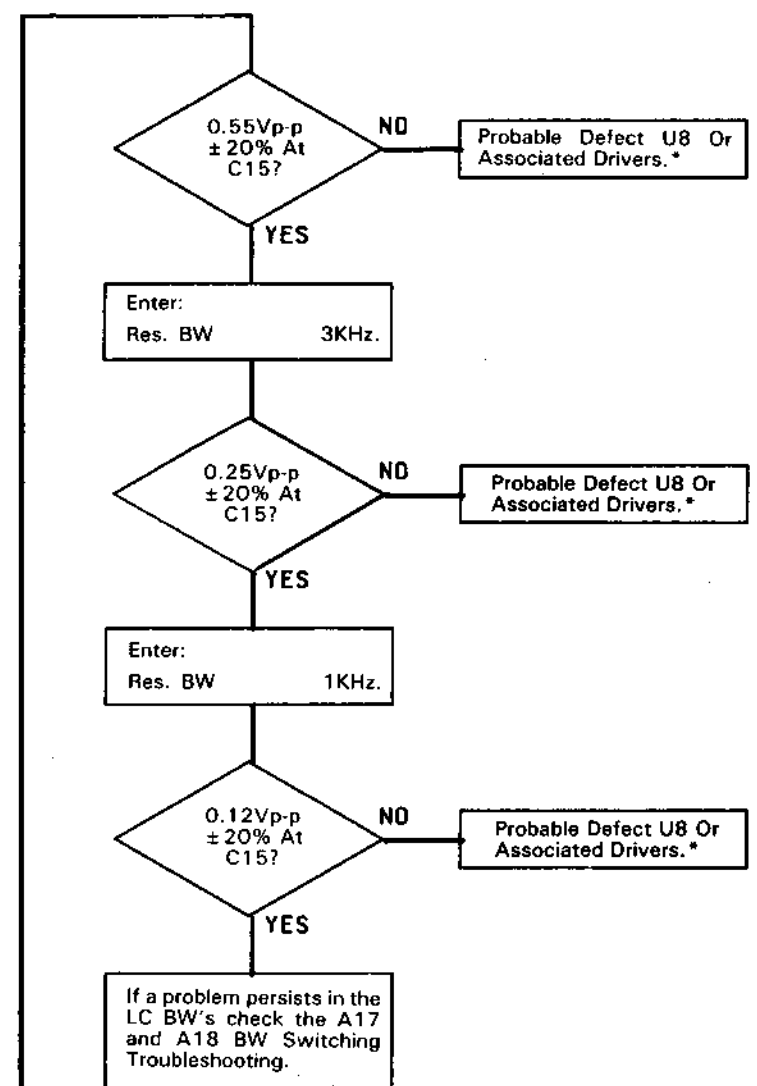 0.55Vp-p
±20% At
C15?
NO
Probable Defect U8 Or
Associated Drivers.*
YES
Enter:
Res. BW 3KHz.
0.25Vp-p
±20% At
C15?
NO
Probable Defect U8 Or
Associated Drivers.*
YES
Enter:
Res. BW 1KHz.
0.12Vp-p
±20% At
C15?
NO
Probable Defect U8 Or
Associated Drivers.*
YES
If a problem persists in the
LC BW's check the A17
and A18 BW Switching
Troubleshooting.